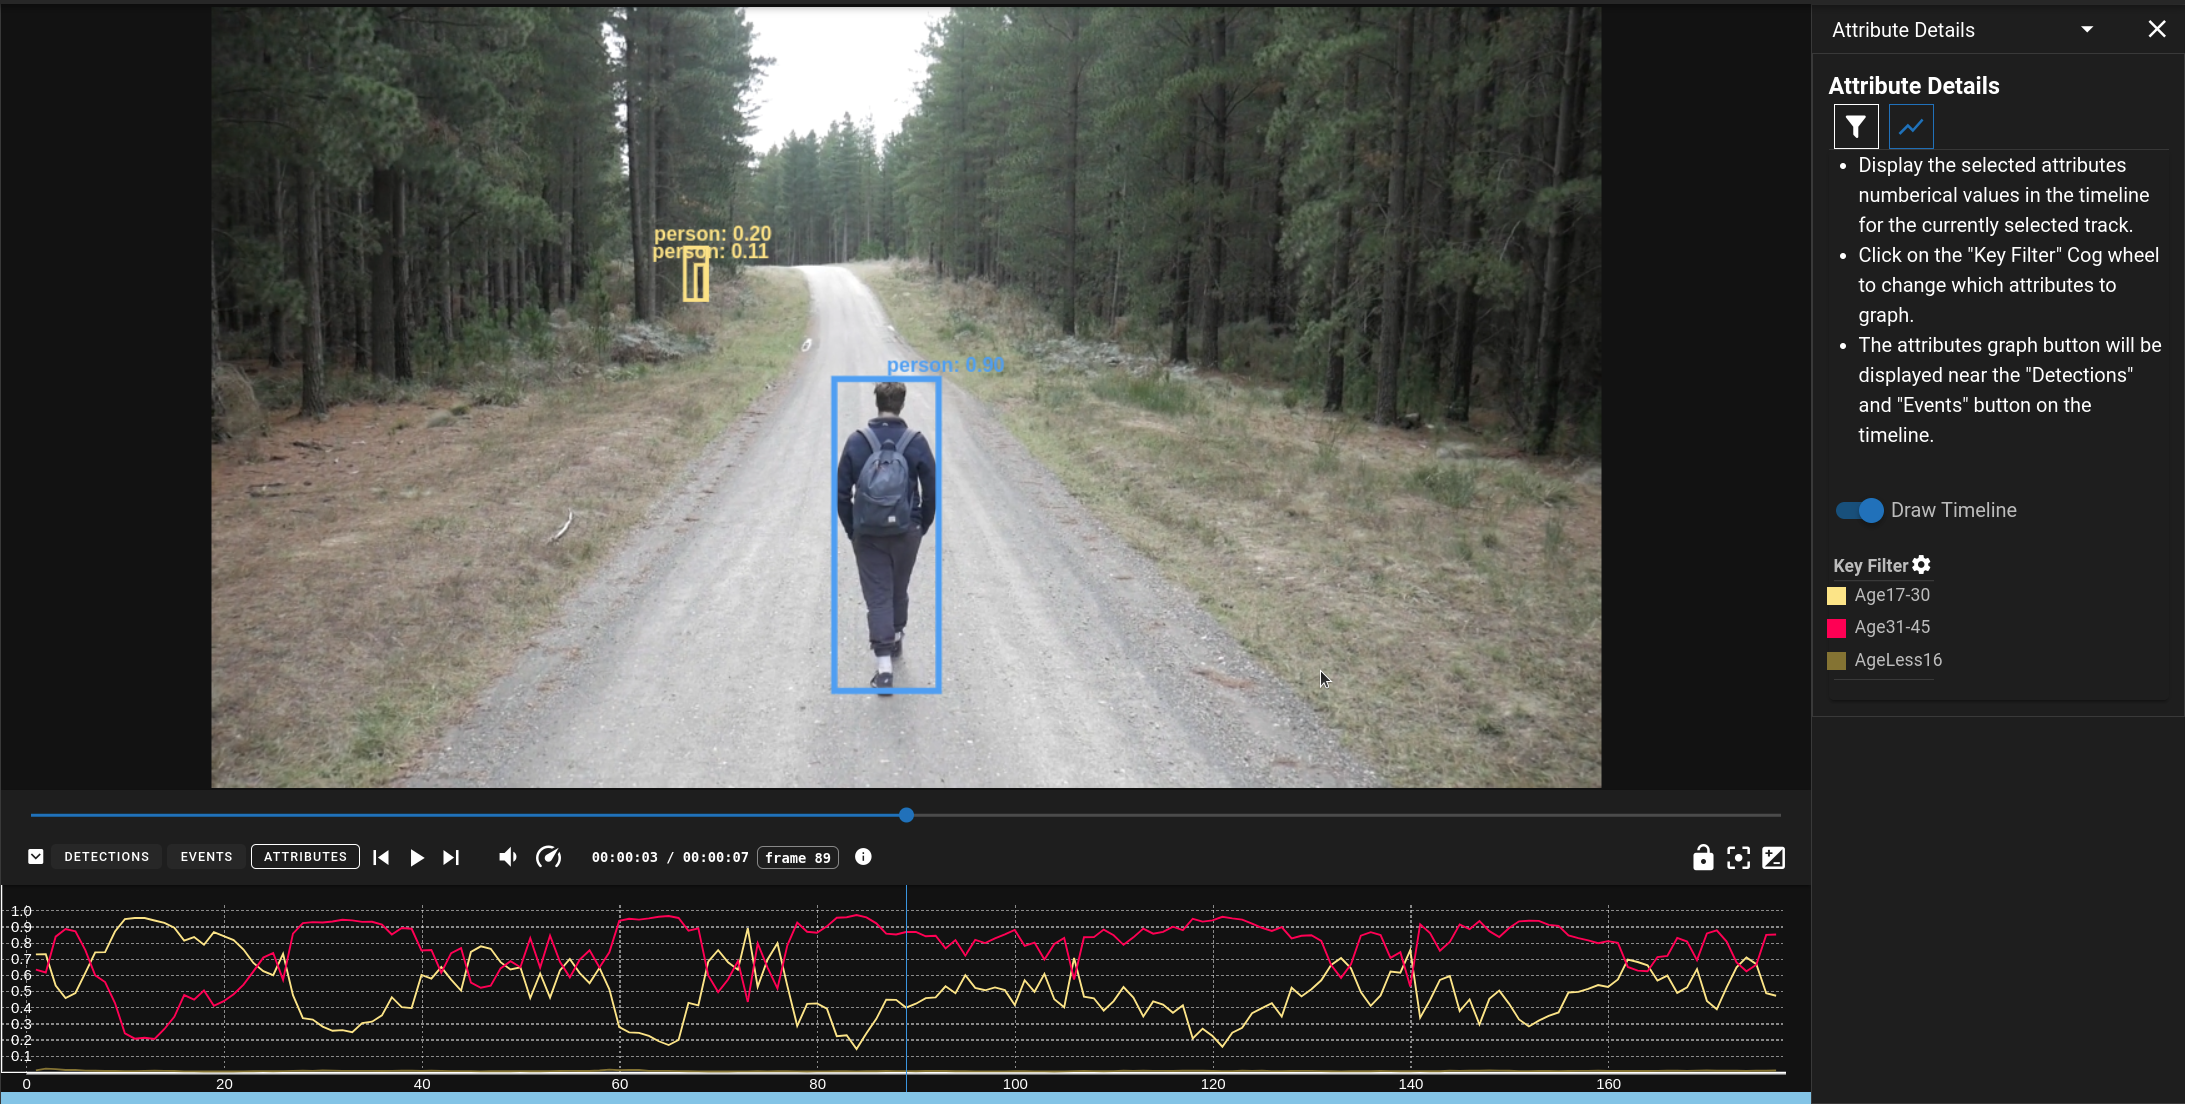 Attribute Details
Attribute Details
Display the selected attributes
numberical values in the timeline
for the currently selected track.
Click on the "Key Filter" Cog wheel
to change which attributes to
graph.
The attributes graph button will be
displayed near the "Detections"
and "Events" button on the
timeline.
Draw Timeline
Key Filter
Age17-30
Age31-45
AgeLess16
person: 0.20
person: 0.11
person: 0.90
DETECTIONS EVENTS ATTRIBUTES 00:00:03 / 00:00:07 frame 89
1.0
0.9
0.8
0.7
0.6
0.5
0.4
0.3
0.2
0.1
0 20 40 60 80 100 120 140 160